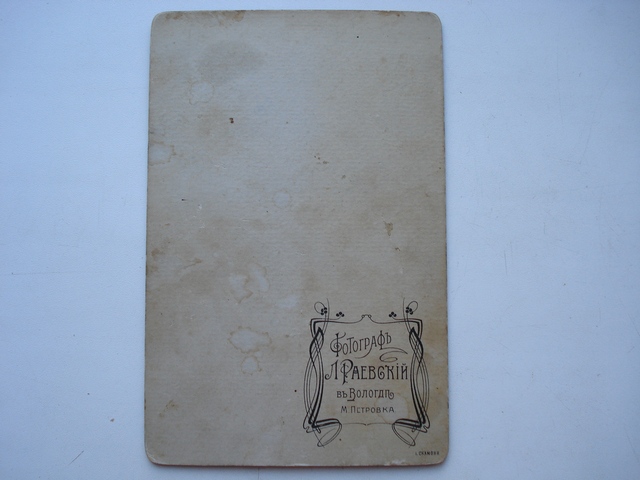 Фотографъ
Л. Раевскій
въ Вологдѣ
М. Петровка